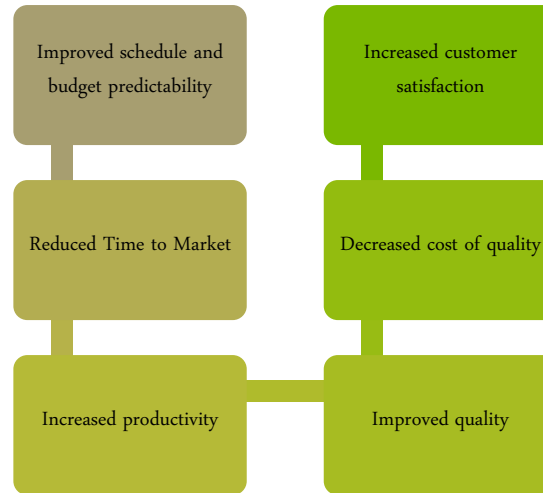 Improved schedule and
budget predictability
Reduced Time to Market
Increased productivity
Improved quality
Decreased cost of quality
Increased customer
satisfaction